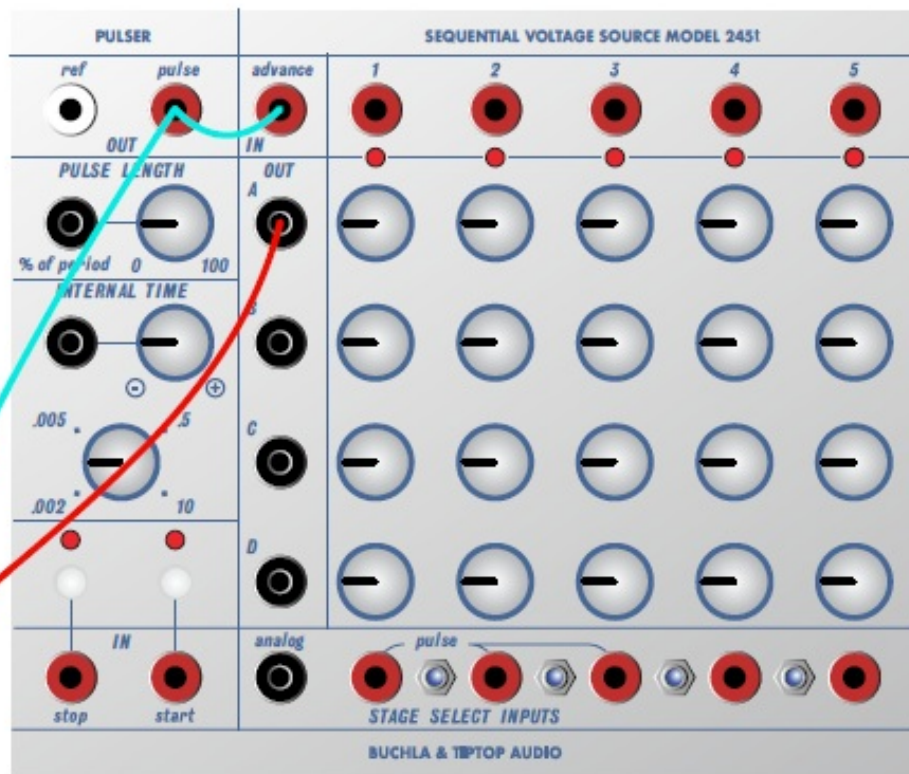 PULSER
SEQUENTIAL VOLTAGE SOURCE MODEL 245t
ref pulse advance 1 2 3 4 5
OUT IN
PULSE LENGTH OUT
A
% of period 0 100
INTERNAL TIME
B
- +
.005 .5
C
.002 10
D
IN analog pulse
stop start STAGE SELECT INPUTS
BUCHLA & TIPTOP AUDIO